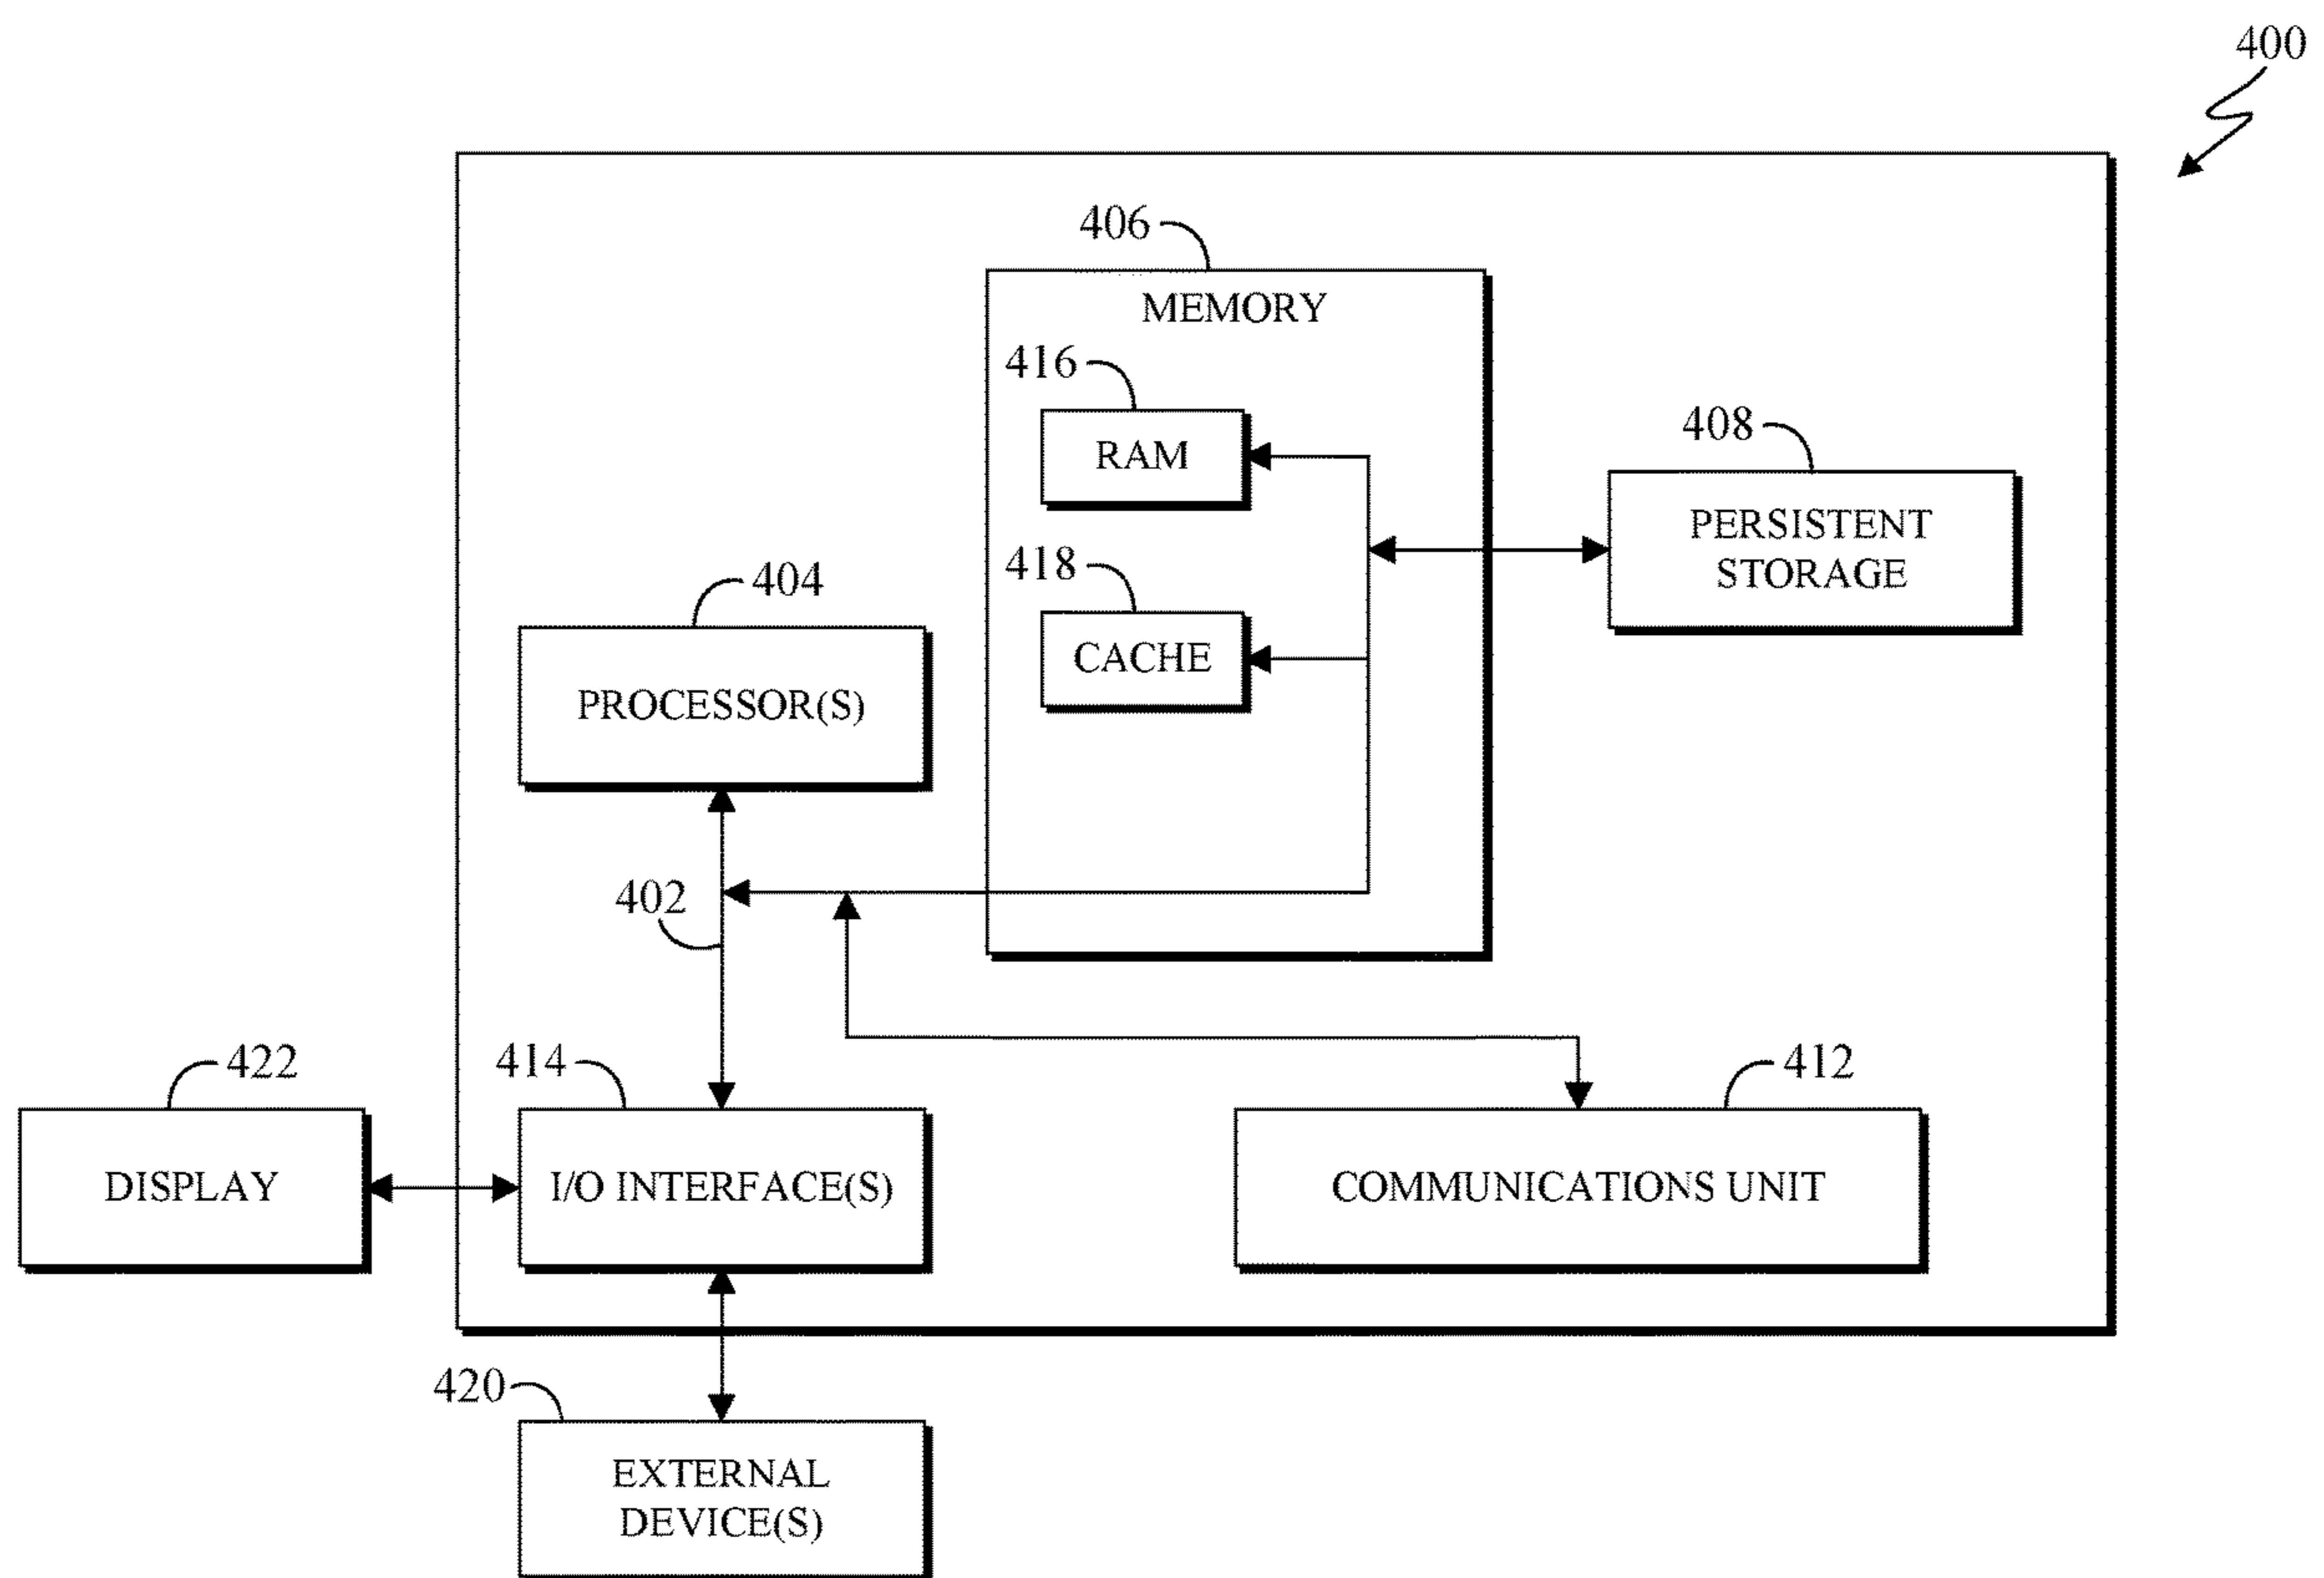 400
406
MEMORY
416
RAM
408
PERSISTENT
STORAGE
418
CACHE
404
PROCESSOR(S)
402
422
DISPLAY
414
I/O INTERFACE(S)
412
COMMUNICATIONS UNIT
420
EXTERNAL
DEVICE(S)